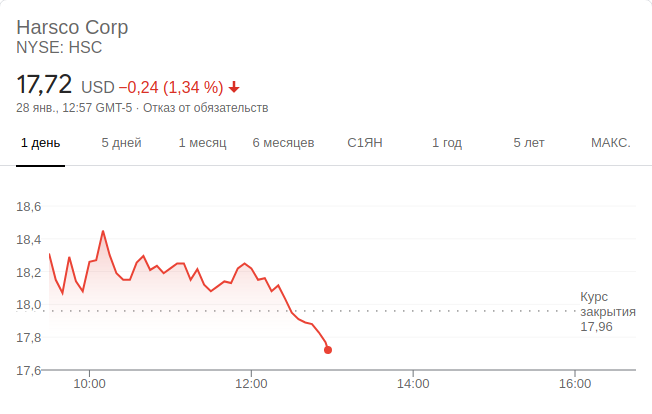 Harsco Corp
NYSE: HSC
17,72 USD −0,24 (1,34 %)
28 янв., 12:57 GMT-5 · Отказ от обязательств
1 день 5 дней 1 месяц 6 месяцев С1ЯН 1 год 5 лет МАКС.
18,6
18,4
18,2
18,0
17,8
17,6
Курс
закрытия
17,96
10:00 12:00 14:00 16:00